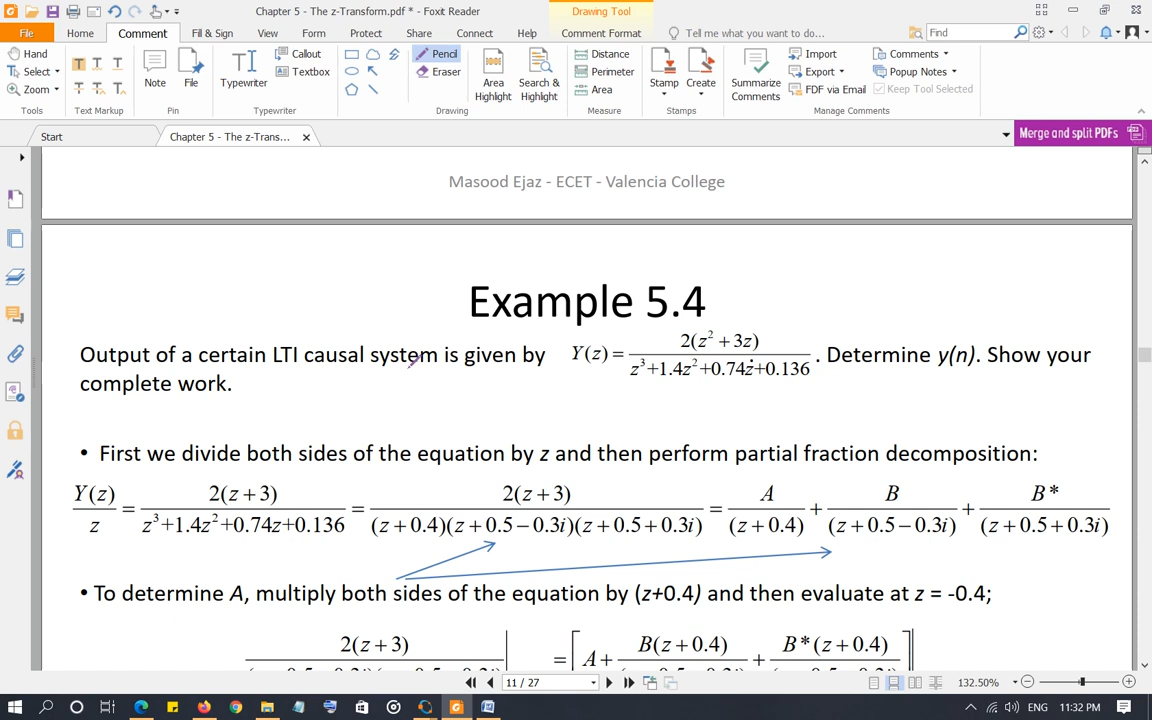 Chapter 5 - The z-Transform.pdf * - Foxit Reader
Drawing Tool
File Home Comment Fill & Sign View Form Protect Share Connect Help Comment Format Tell me what you want to do... Find
Hand
Select
Zoom
Tools
T T T
T T T
Text Markup
Note File
Pin
Typewriter
Callout
Textbox
Typewriter
Pencil
Eraser
Drawing
Area Highlight
Search & Highlight
Distance
Perimeter
Area
Measure
Stamp Create
Stamps
Summarize Comments
Import
Export
FDF via Email
Comments
Popup Notes
Keep Tool Selected
Manage Comments
Start Chapter 5 - The z-Tran... Merge and split PDFs
PDF
Masood Ejaz - ECET - Valencia College
Example 5.4
Output of a certain LTI causal system is given by Y(z) = 2(z² + 3z) / (z³+1.4z²+0.74z+0.136). Determine y(n). Show your
complete work.
• First we divide both sides of the equation by z and then perform partial fraction decomposition:
Y(z)/z = 2(z+3) / (z³+1.4z²+0.74z+0.136) = 2(z+3) / ((z+0.4)(z+0.5−0.3i)(z+0.5+0.3i)) = A/(z+0.4) + B/(z+0.5−0.3i) + B*/(z+0.5+0.3i)
• To determine A, multiply both sides of the equation by (z+0.4) and then evaluate at z = -0.4;
2(z+3) = [A + B(z+0.4) + B*(z+0.4)]
11 / 27 132.50%
ENG 11:32 PM